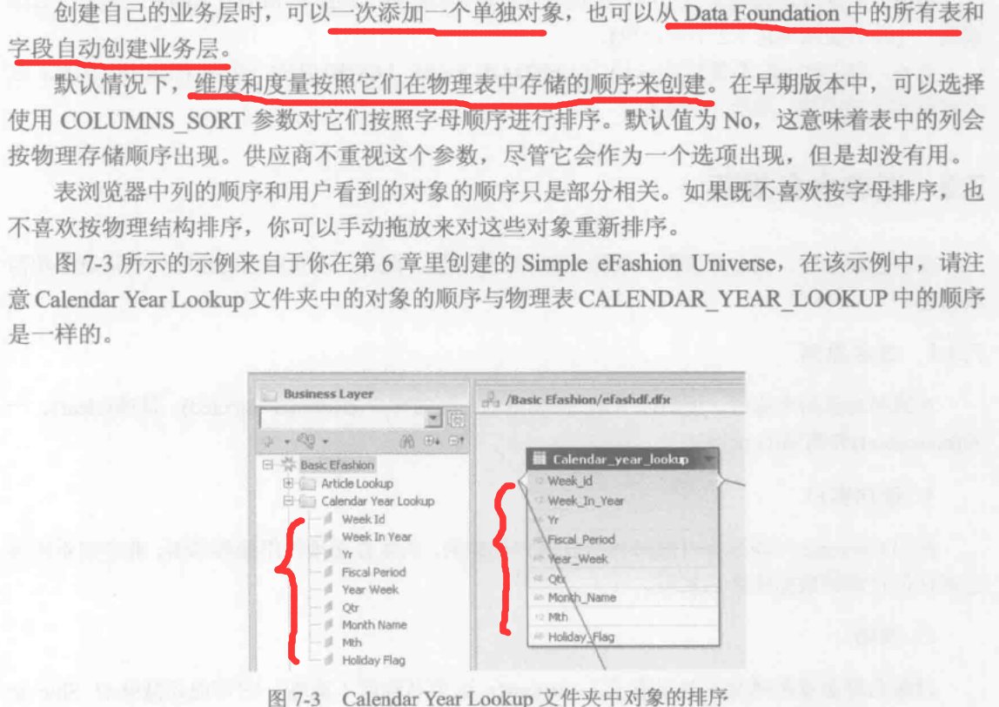 创建自己的业务层时，可以一次添加一个单独对象，也可以从 Data Foundation 中的所有表和
字段自动创建业务层。
默认情况下，维度和度量按照它们在物理表中存储的顺序来创建。在早期版本中，可以选择
使用 COLUMNS_SORT 参数对它们按照字母顺序进行排序。默认值为 No，这意味着表中的列会
按物理存储顺序出现。供应商不重视这个参数，尽管它会作为一个选项出现，但是却没有用。
表浏览器中列的顺序和用户看到的对象的顺序只是部分相关。如果既不喜欢按字母排序，也
不喜欢按物理结构排序，你可以手动拖放来对这些对象重新排序。
图 7-3 所示的示例来自于你在第 6 章里创建的 Simple eFashion Universe．在该示例中，请注
意 Calendar Year Lookup 文件夹中的对象的顺序与物理表 CALENDAR_YEAR_LOOKUP 中的顺序
是一样的。
Business Layer
Basic Efashion
Article Lookup
Calendar Year Lookup
Week Id
Week In Year
Yr
Fiscal Period
Year Week
Qtr
Month Name
Mth
Holiday Flag
/Basic Efashion/efashdf.dfx
Calendar_year_lookup
Week_id
Week_In_Year
Yr
Fiscal_Period
Year_Week
Qtr
Month_Name
Mth
Holiday_Flag
图 7-3 Calendar Year Lookup 文件夹中对象的排序